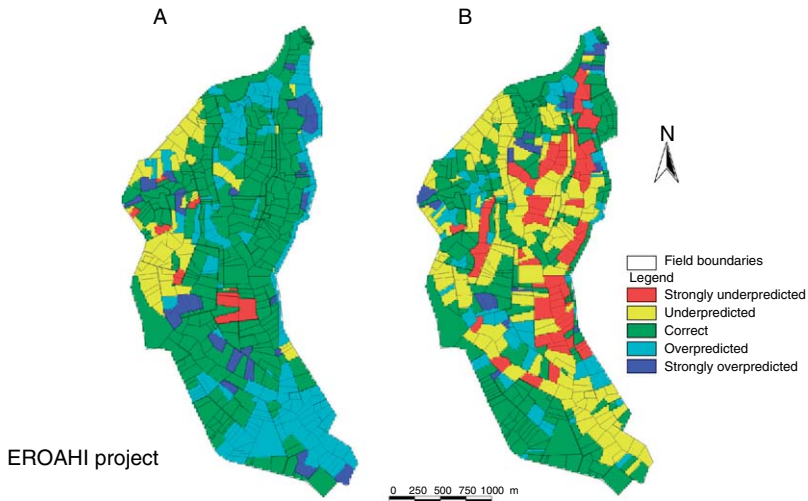 A
B
N
Field boundaries
Legend
Strongly underpredicted
Underpredicted
Correct
Overpredicted
Strongly overpredicted
EROAHI project
0 250 500 750 1000 m